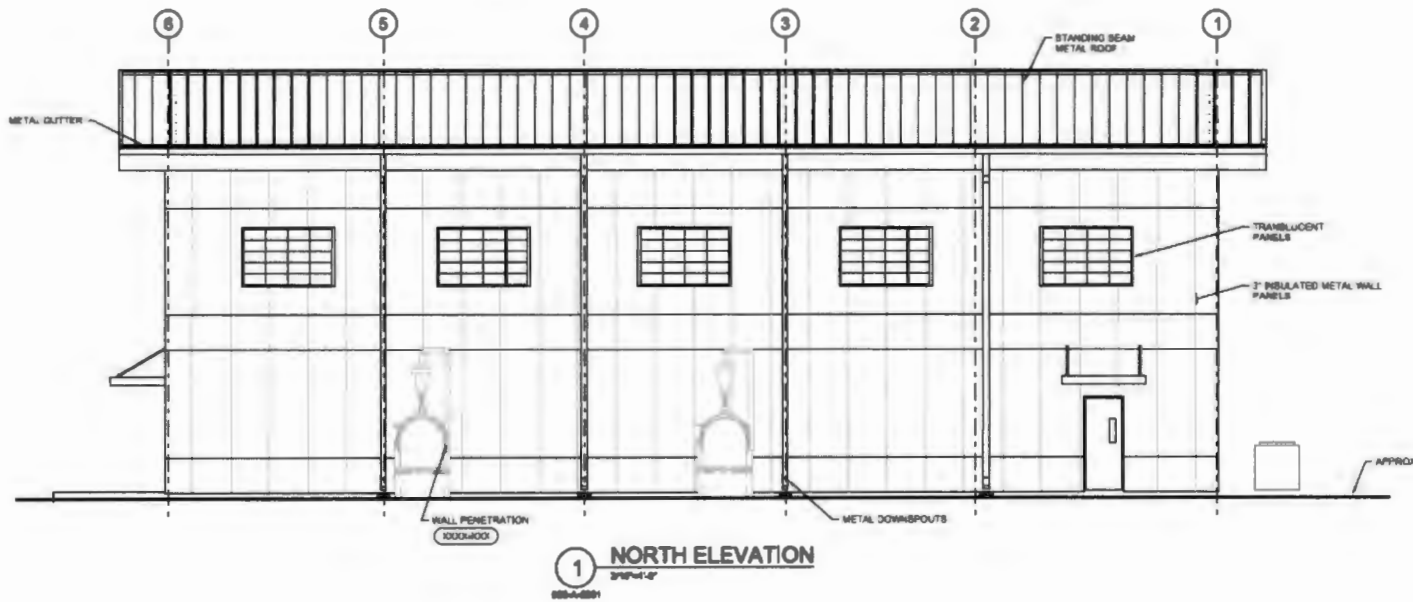 6
5
4
3
2
1
STANDING SEAM
METAL ROOF
METAL GUTTER
TRANSLUCENT
PANELS
3" INSULATED METAL WALL
PANELS
APPROX
WALL PENETRATION
METAL DOWNSPOUTS
1
NORTH ELEVATION